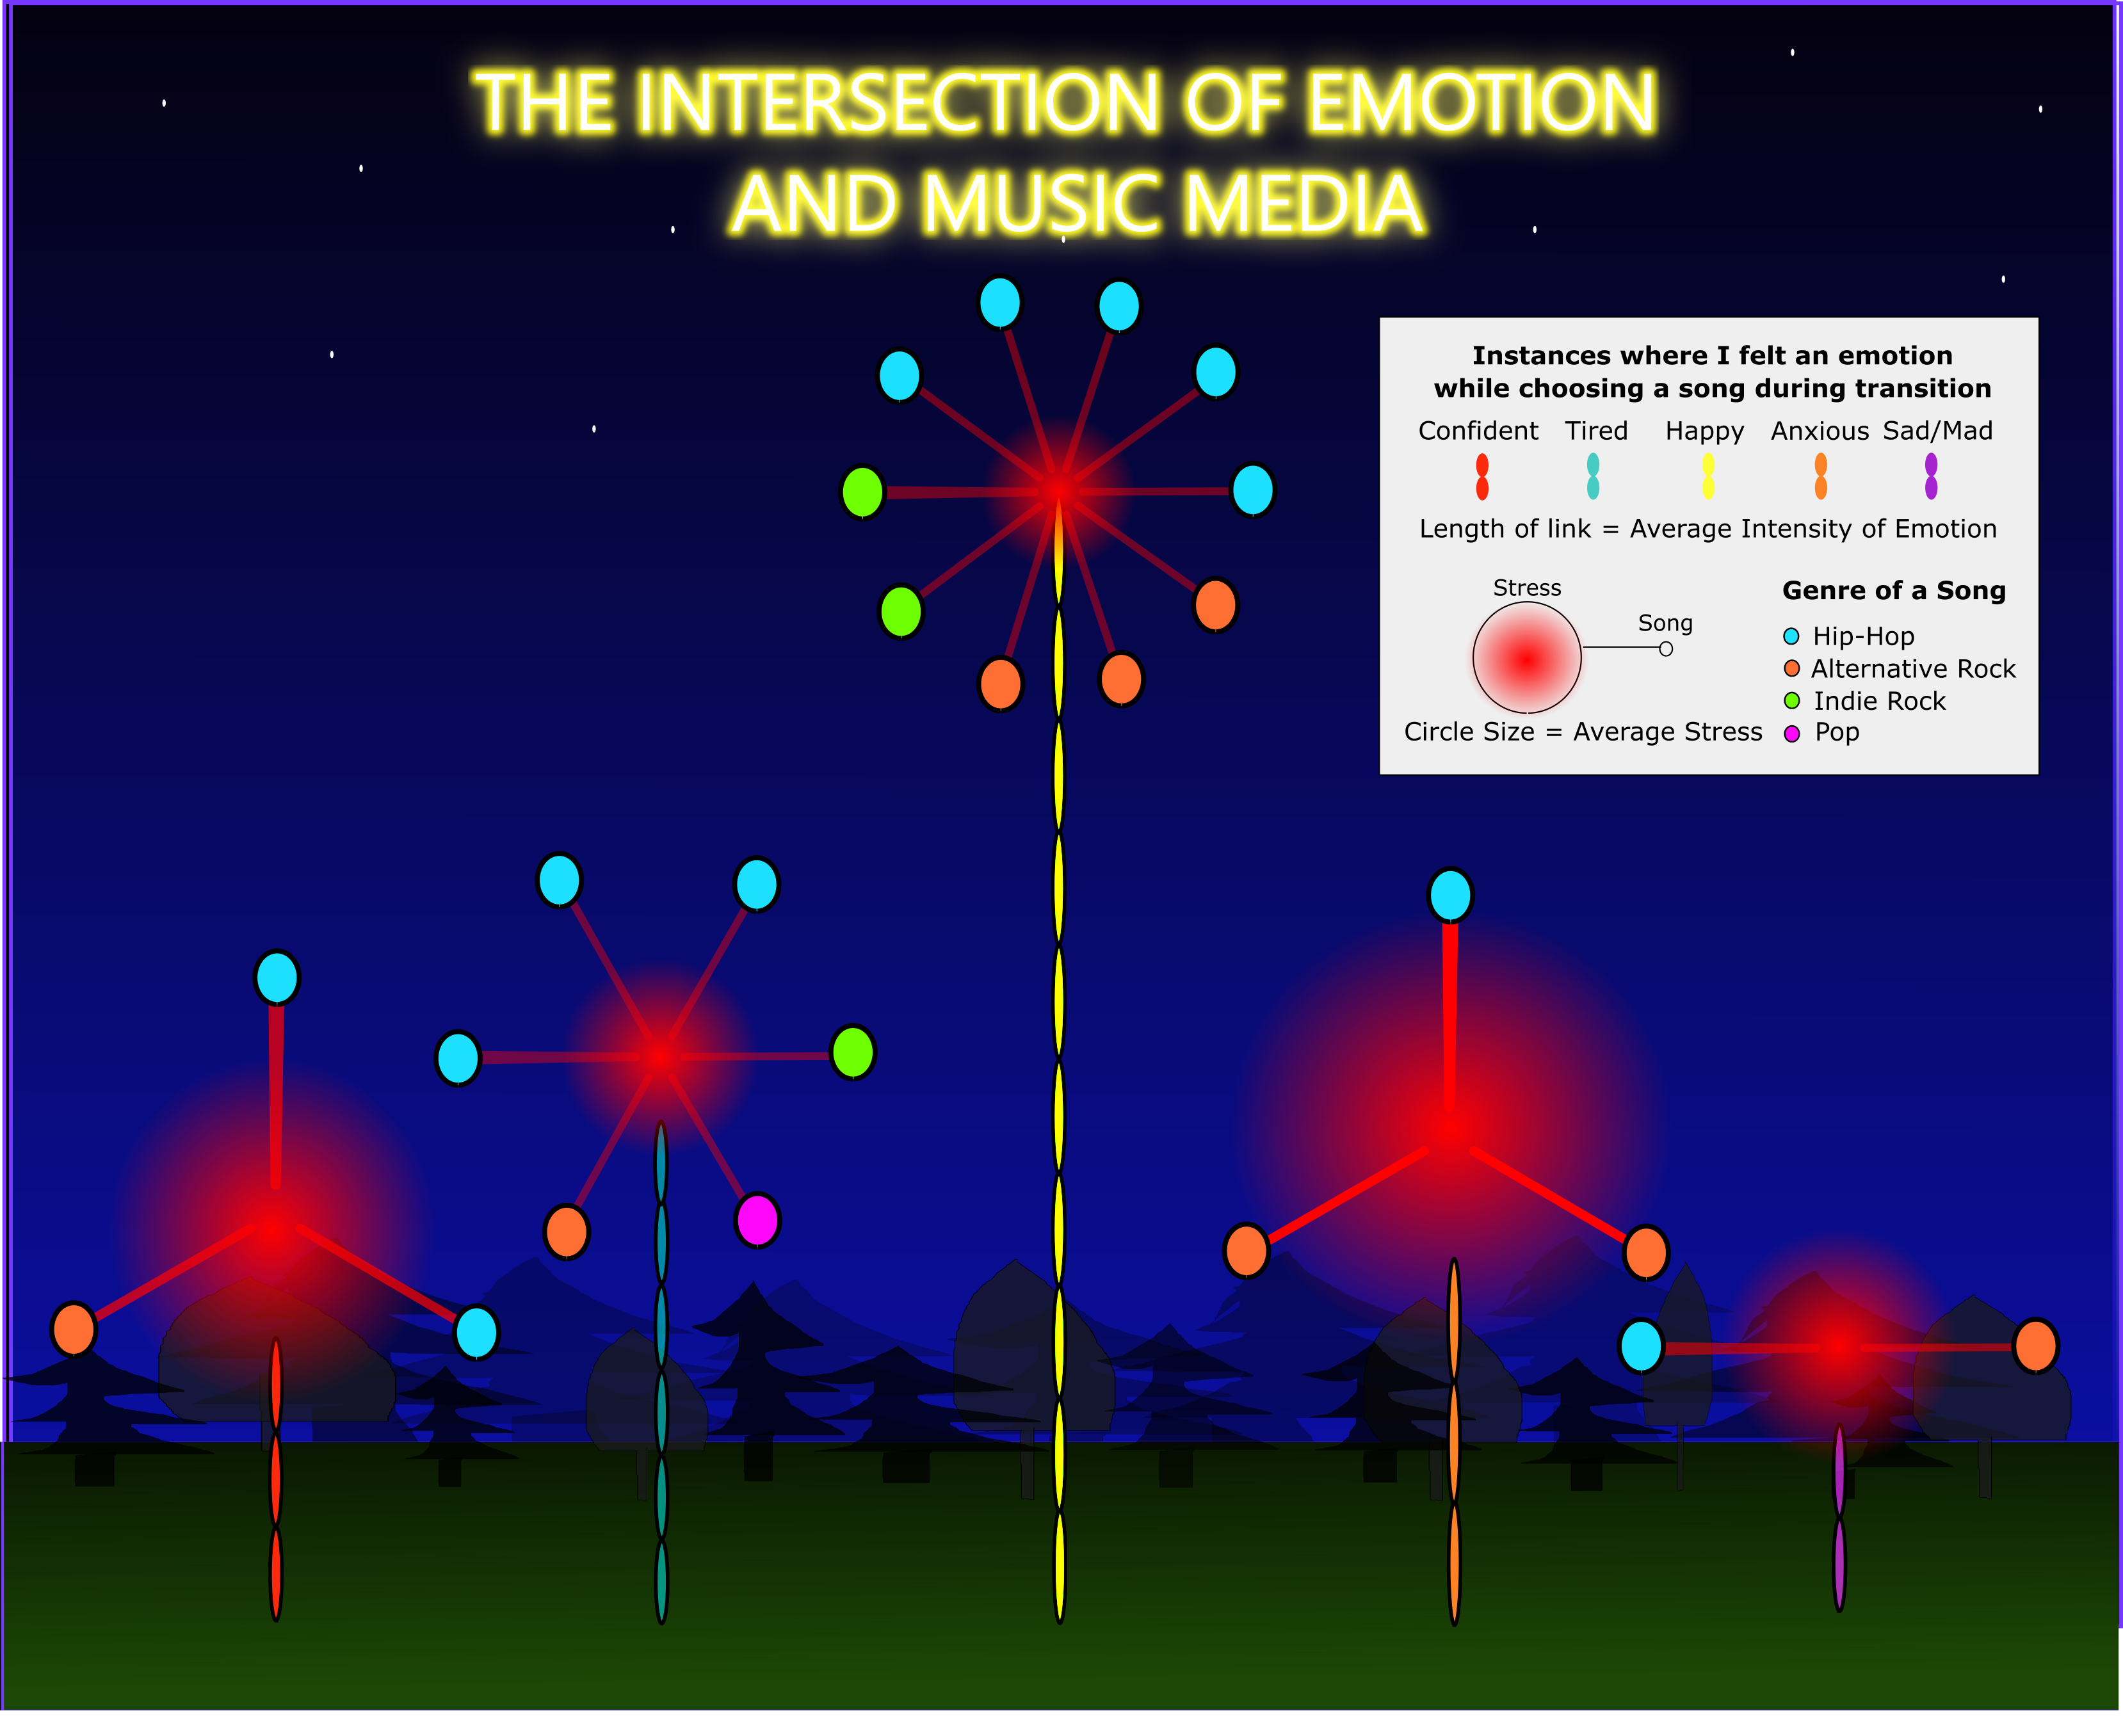 THE INTERSECTION OF EMOTION
AND MUSIC MEDIA
Instances where I felt an emotion
while choosing a song during transition
Confident Tired Happy Anxious Sad/Mad
Length of link = Average Intensity of Emotion
Stress
Song
Circle Size = Average Stress
Genre of a Song
Hip-Hop
Alternative Rock
Indie Rock
Pop